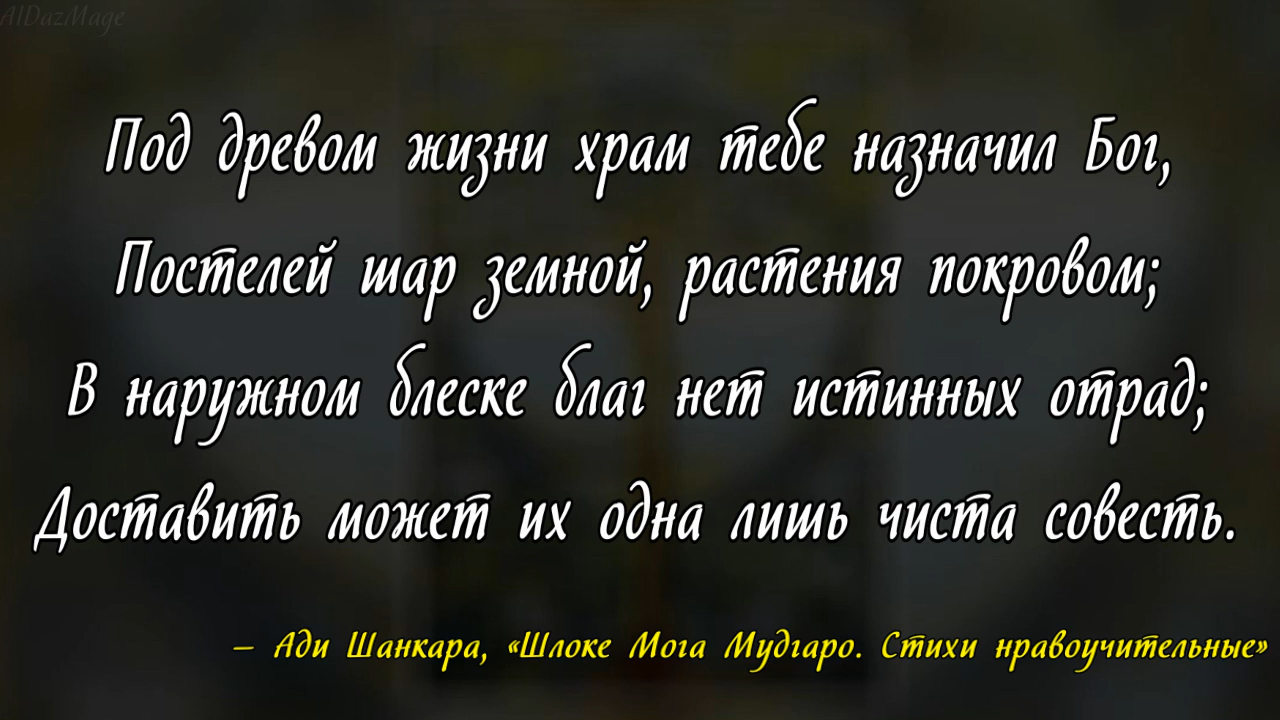 AIDazMage
Под древом жизни храм тебе назначил Бог,
Постелей шар земной, растения покровом;
В наружном блеске благ нет истинных отрад;
Доставить может их одна лишь чиста совесть.
– Ади Шанкара, «Шлоке Мога Мудгаро. Стихи нравоучительные»